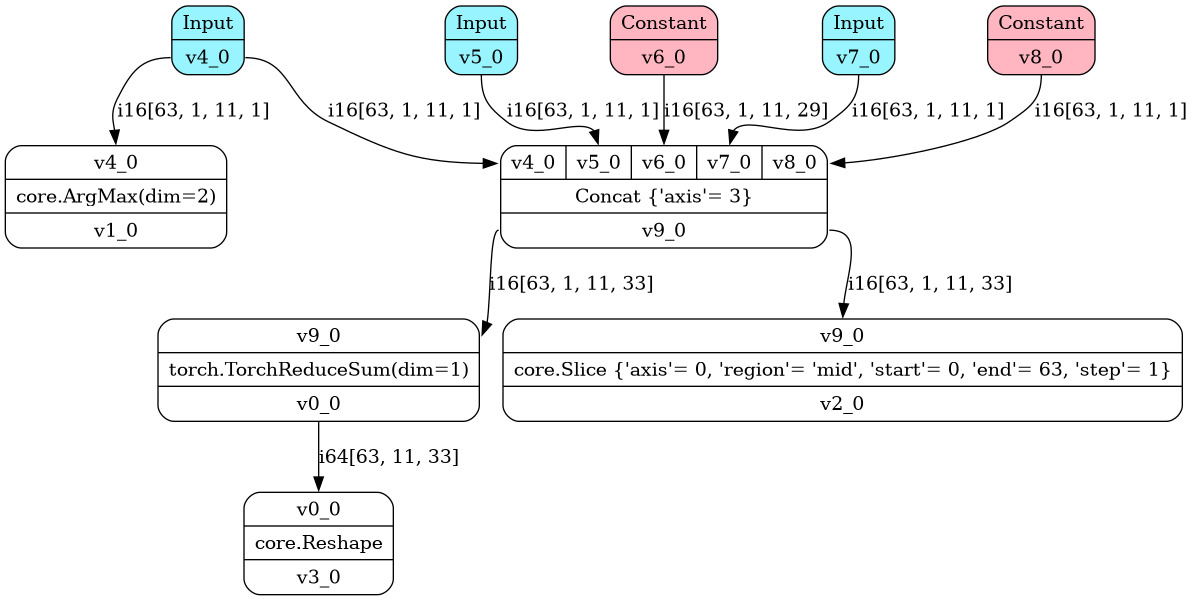 Input
v4_0
Input
v5_0
Constant
v6_0
Input
v7_0
Constant
v8_0
i16[63, 1, 11, 1]
i16[63, 1, 11, 1]
i16[63, 1, 11, 1]
i16[63, 1, 11, 29]
i16[63, 1, 11, 1]
i16[63, 1, 11, 1]
v4_0
core.ArgMax(dim=2)
v1_0
v4_0 v5_0 v6_0 v7_0 v8_0
Concat {'axis'= 3}
v9_0
i16[63, 1, 11, 33]
i16[63, 1, 11, 33]
v9_0
torch.TorchReduceSum(dim=1)
v0_0
v9_0
core.Slice {'axis'= 0, 'region'= 'mid', 'start'= 0, 'end'= 63, 'step'= 1}
v2_0
i64[63, 11, 33]
v0_0
core.Reshape
v3_0